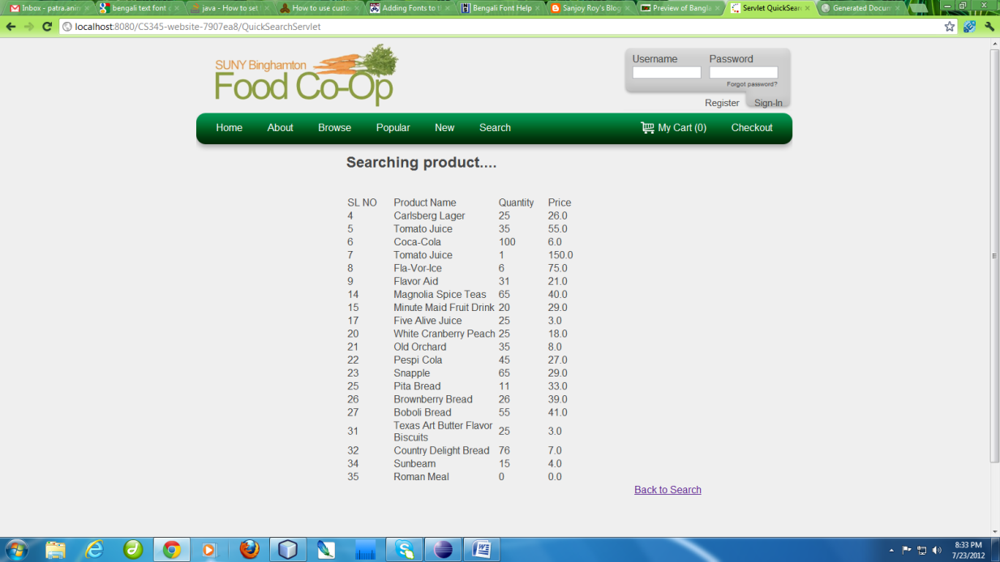 Inbox - patra.anim
bengali text font c
java - How to set
How to use custo
Adding Fonts to t
Bengali Font Help
Sanjoy Roy's Blog
Preview of Bangla
Servlet QuickSearc
Generated Docum
localhost:8080/CS345-website-7907ea8/QuickSearchServlet
SUNY Binghamton
Food Co-Op
Username Password
Forgot password?
Register Sign-In
Home About Browse Popular New Search My Cart (0) Checkout
Searching product....
SL NO Product Name Quantity Price
4 Carlsberg Lager 25 26.0
5 Tomato Juice 35 55.0
6 Coca-Cola 100 6.0
7 Tomato Juice 1 150.0
8 Fla-Vor-Ice 6 75.0
9 Flavor Aid 31 21.0
14 Magnolia Spice Teas 65 40.0
15 Minute Maid Fruit Drink 20 29.0
17 Five Alive Juice 25 3.0
20 White Cranberry Peach 25 18.0
21 Old Orchard 35 8.0
22 Pespi Cola 45 27.0
23 Snapple 65 29.0
25 Pita Bread 11 33.0
26 Brownberry Bread 26 39.0
27 Boboli Bread 55 41.0
31 Texas Art Butter Flavor
Biscuits 25 3.0
32 Country Delight Bread 76 7.0
34 Sunbeam 15 4.0
35 Roman Meal 0 0.0
Back to Search
8:33 PM
7/23/2012